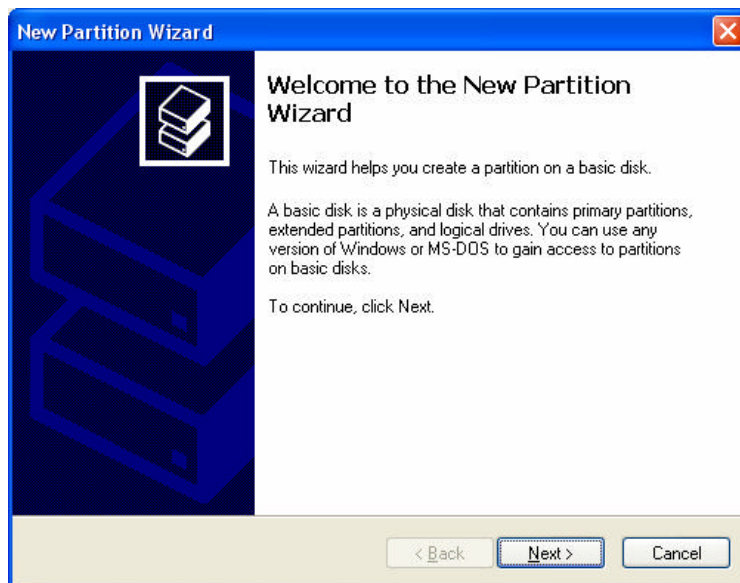 New Partition Wizard
Welcome to the New Partition
Wizard
This wizard helps you create a partition on a basic disk.
A basic disk is a physical disk that contains primary partitions,
extended partitions, and logical drives. You can use any
version of Windows or MS-DOS to gain access to partitions
on basic disks.
To continue, click Next.
< Back
Next >
Cancel